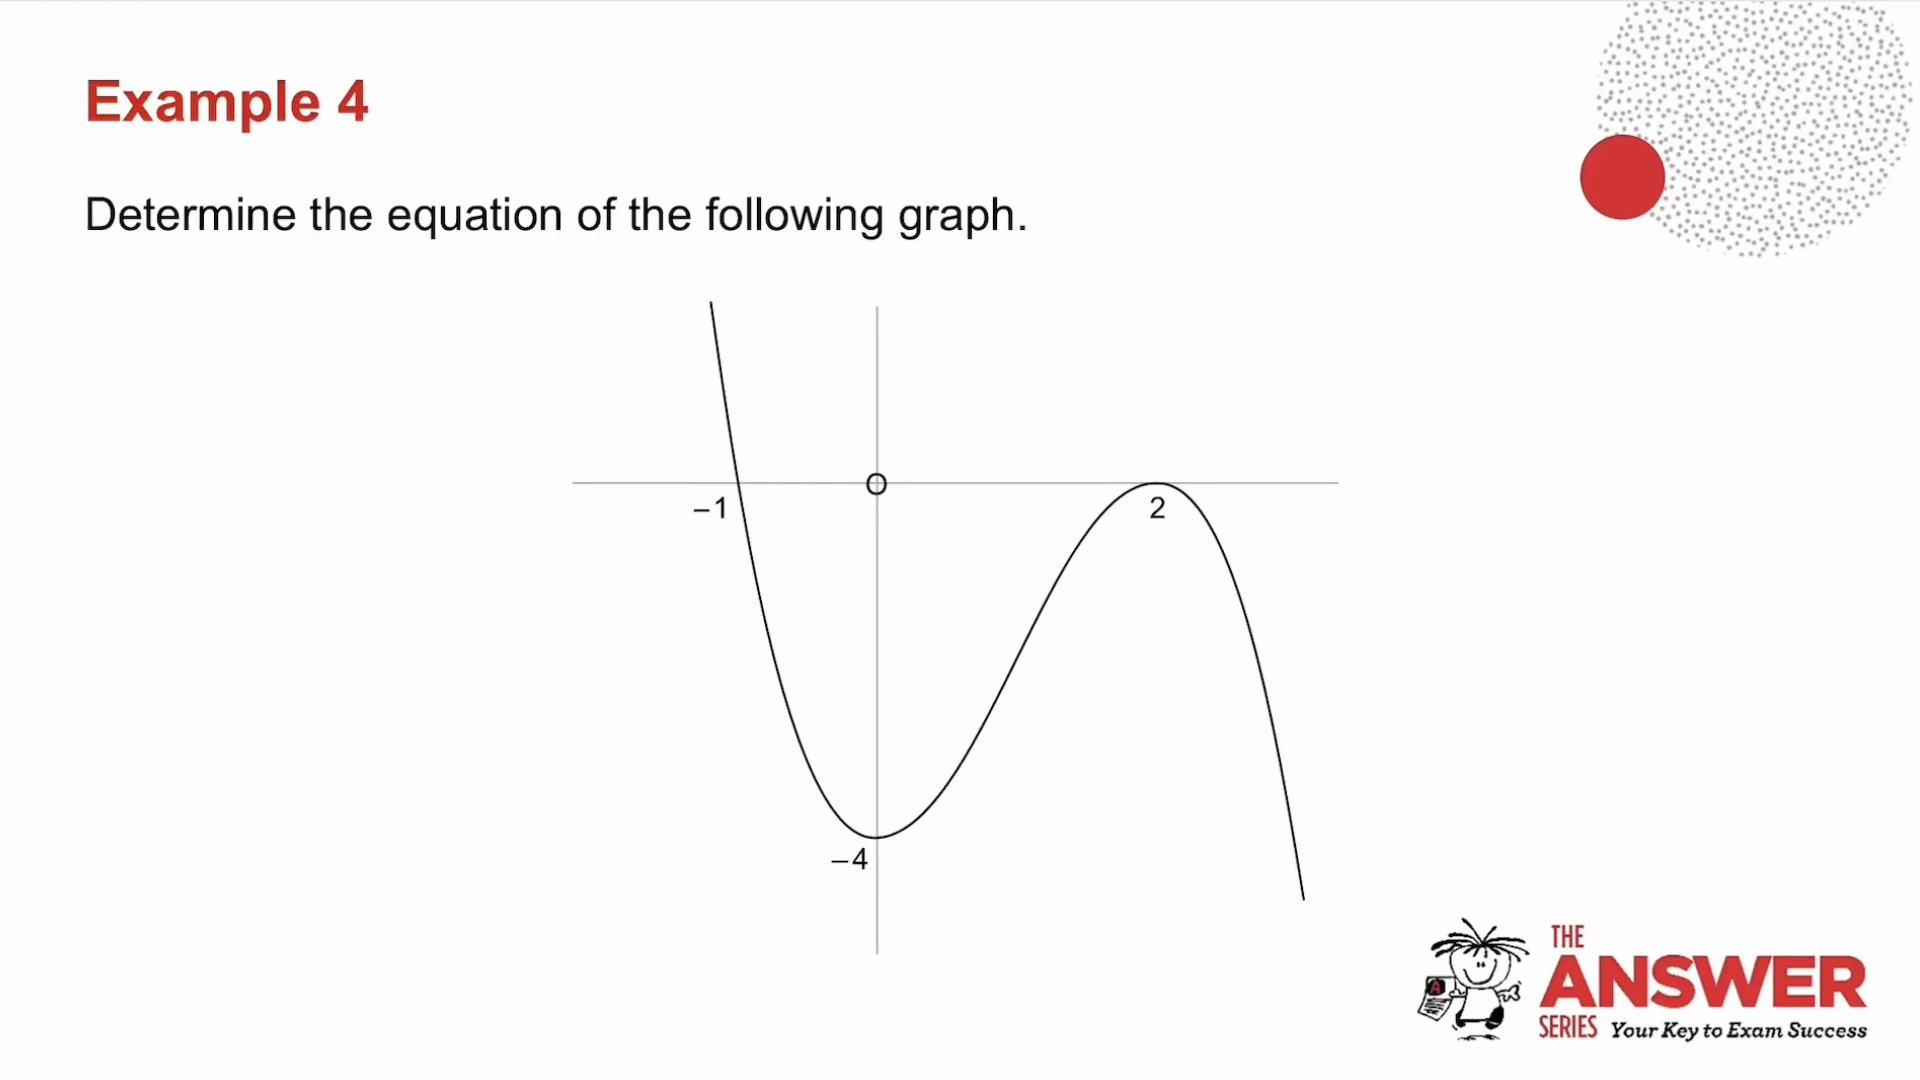 Example 4
Determine the equation of the following graph.
–1
O
2
–4
A
THE
ANSWER
SERIES Your Key to Exam Success